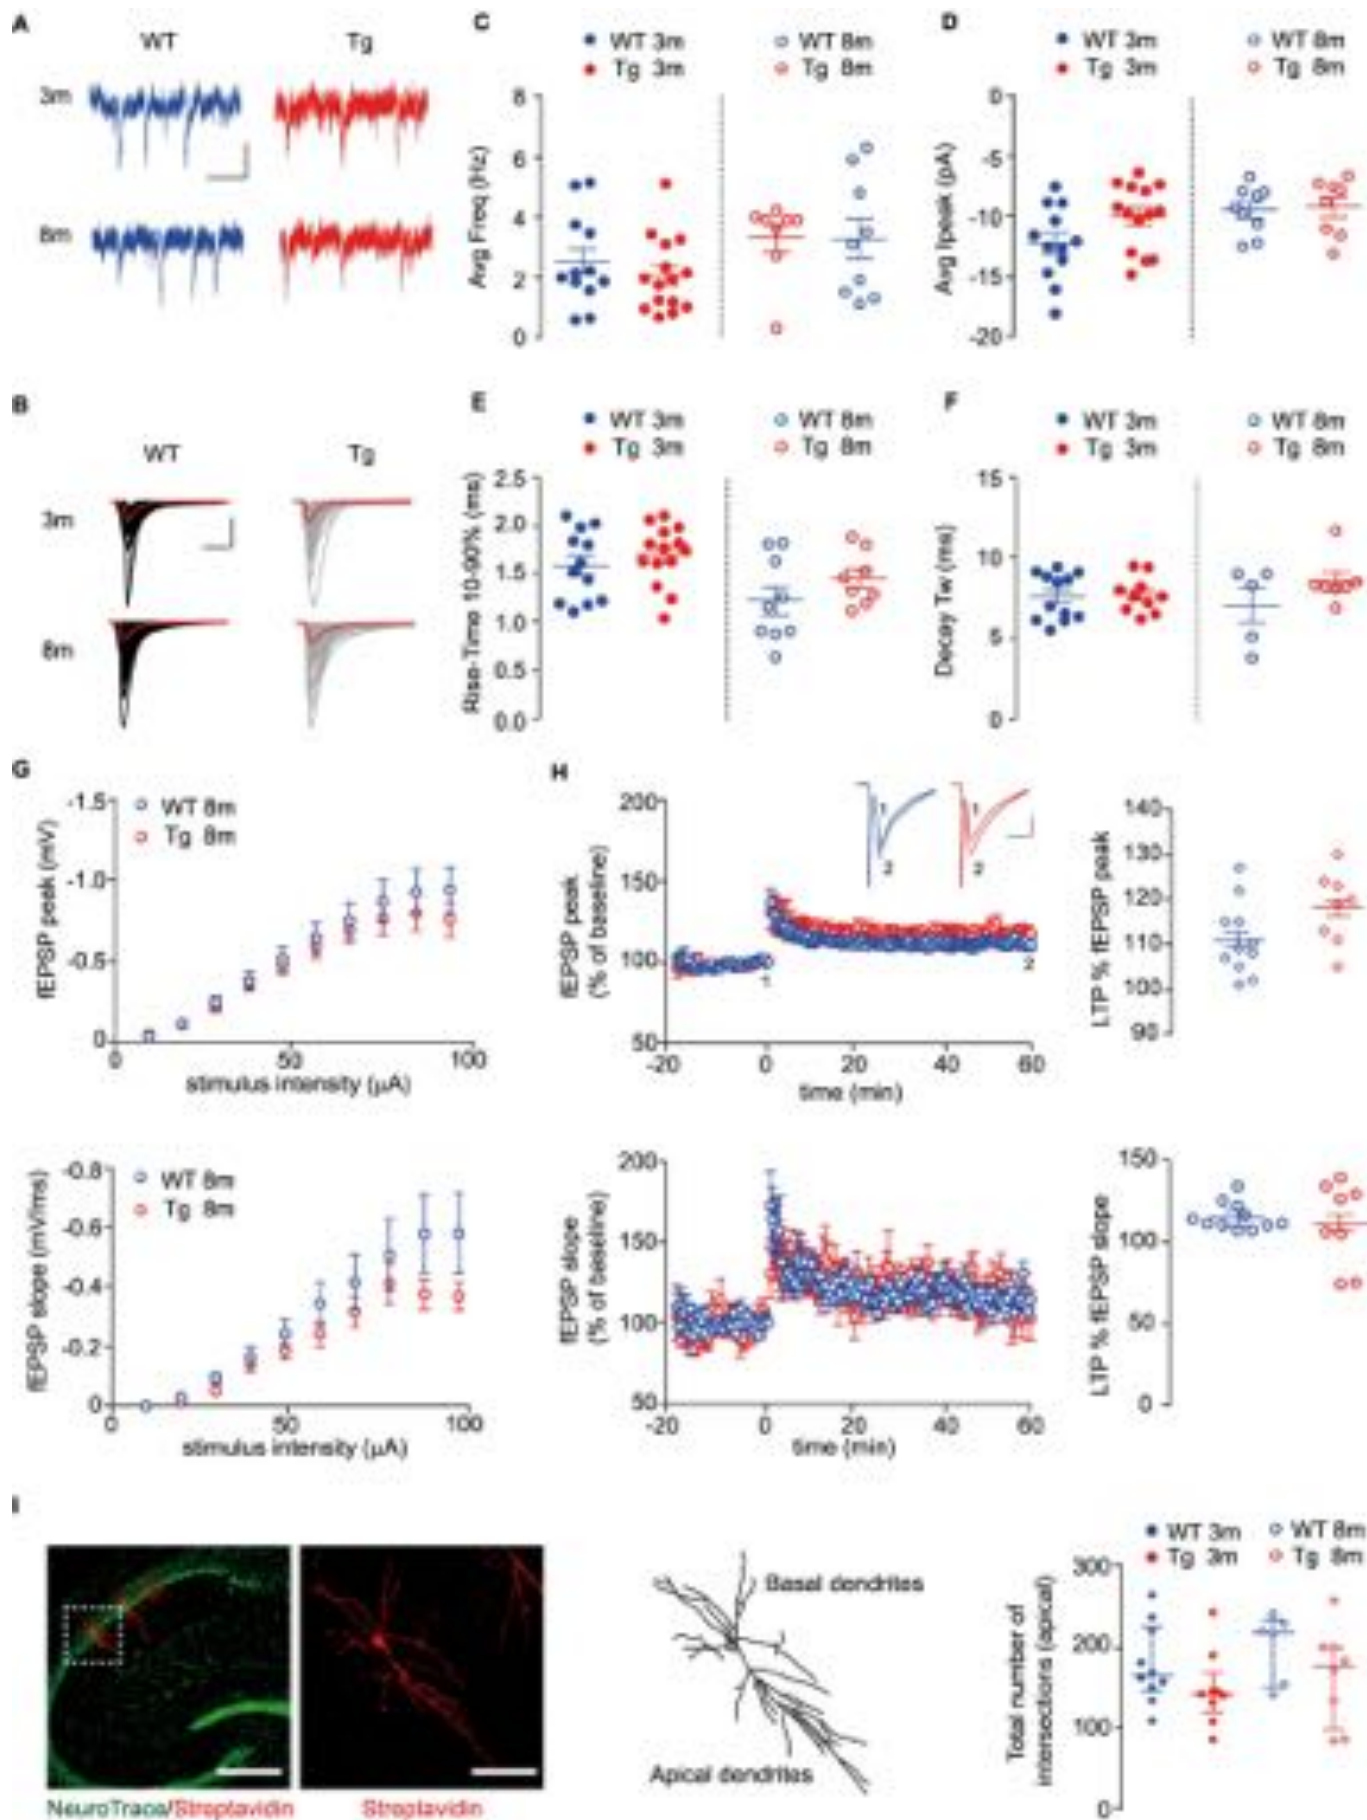 A
WT Tg
3m
8m
C
WT 3m WT 8m
Tg 3m Tg 8m
Avg Freq (Hz)
8
6
4
2
0
D
WT 3m WT 8m
Tg 3m Tg 8m
Avg Ipeak (pA)
0
-5
-10
-15
-20
B
WT Tg
3m
8m
E
WT 3m WT 8m
Tg 3m Tg 8m
Rise-Time 10-90% (ms)
2.5
2.0
1.5
1.0
0.5
0.0
F
WT 3m WT 8m
Tg 3m Tg 8m
Decay Tw (ms)
15
10
5
0
G
WT 8m
Tg 8m
fEPSP peak (mV)
-1.5
-1.0
-0.5
0
0 50 100
stimulus intensity (µA)
WT 8m
Tg 8m
fEPSP slope (mV/ms)
-0.8
-0.6
-0.4
-0.2
0
0 50 100
stimulus intensity (µA)
H
fEPSP peak
(% of baseline)
200
150
100
50
1 1
2 2
1 2
-20 0 20 40 60
time (min)
LTP % fEPSP peak
140
130
120
110
100
90
fEPSP slope
(% of baseline)
200
150
100
50
-20 0 20 40 60
time (min)
LTP % fEPSP slope
150
100
50
0
I
NeuroTrace/Streptavidin
Streptavidin
Basal dendrites
Apical dendrites
WT 3m WT 8m
Tg 3m Tg 8m
Total number of
intersections (apical)
300
200
100
0